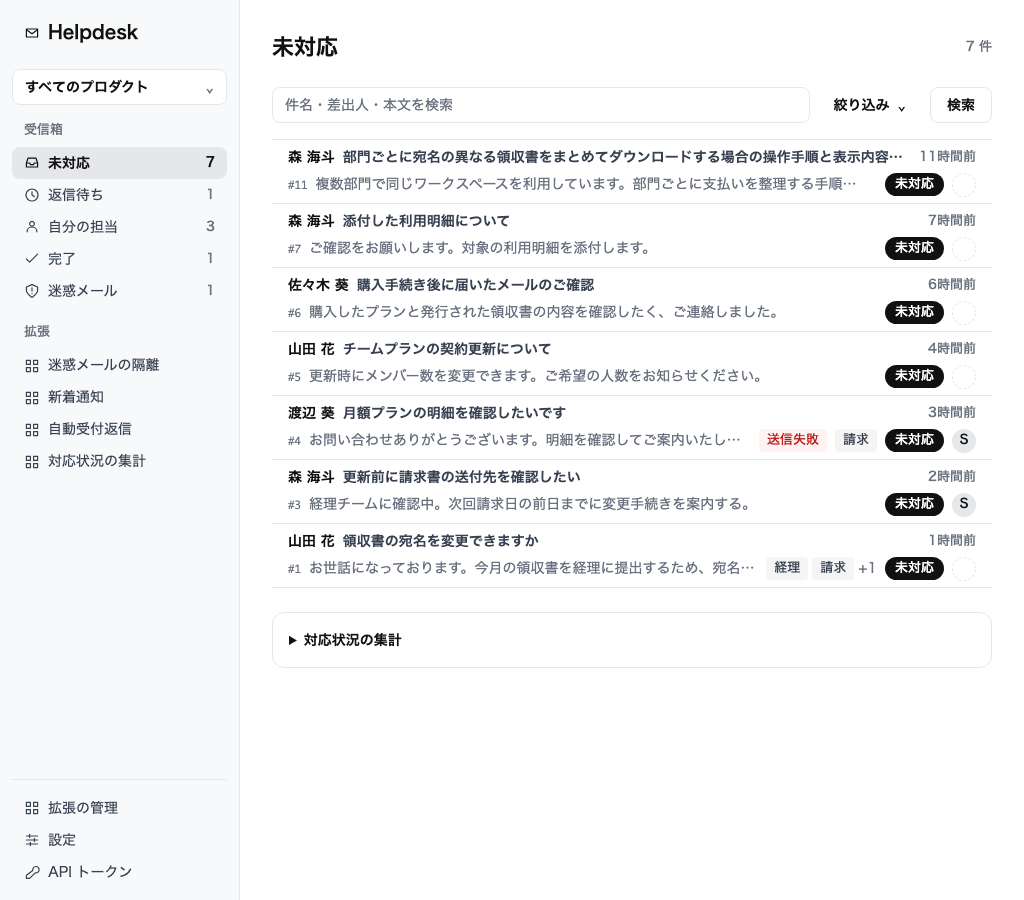 Helpdesk
すべてのプロダクト
受信箱
未対応 7
返信待ち 1
自分の担当 3
完了 1
迷惑メール 1
拡張
迷惑メールの隔離
新着通知
自動受付返信
対応状況の集計
拡張の管理
設定
API トークン
未対応 7 件
件名・差出人・本文を検索 絞り込み 検索
森 海斗 部門ごとに宛名の異なる領収書をまとめてダウンロードする場合の操作手順と表示内容… 11時間前
#11 複数部門で同じワークスペースを利用しています。部門ごとに支払いを整理する手順… 未対応
森 海斗 添付した利用明細について 7時間前
#7 ご確認をお願いします。対象の利用明細を添付します。 未対応
佐々木 葵 購入手続き後に届いたメールのご確認 6時間前
#6 購入したプランと発行された領収書の内容を確認したく、ご連絡しました。 未対応
山田 花 チームプランの契約更新について 4時間前
#5 更新時にメンバー数を変更できます。ご希望の人数をお知らせください。 未対応
渡辺 葵 月額プランの明細を確認したいです 3時間前
#4 お問い合わせありがとうございます。明細を確認してご案内いたし… 送信失敗 請求 未対応 S
森 海斗 更新前に請求書の送付先を確認したい 2時間前
#3 経理チームに確認中。次回請求日の前日までに変更手続きを案内する。 未対応 S
山田 花 領収書の宛名を変更できますか 1時間前
#1 お世話になっております。今月の領収書を経理に提出するため、宛名… 経理 請求 +1 未対応
対応状況の集計